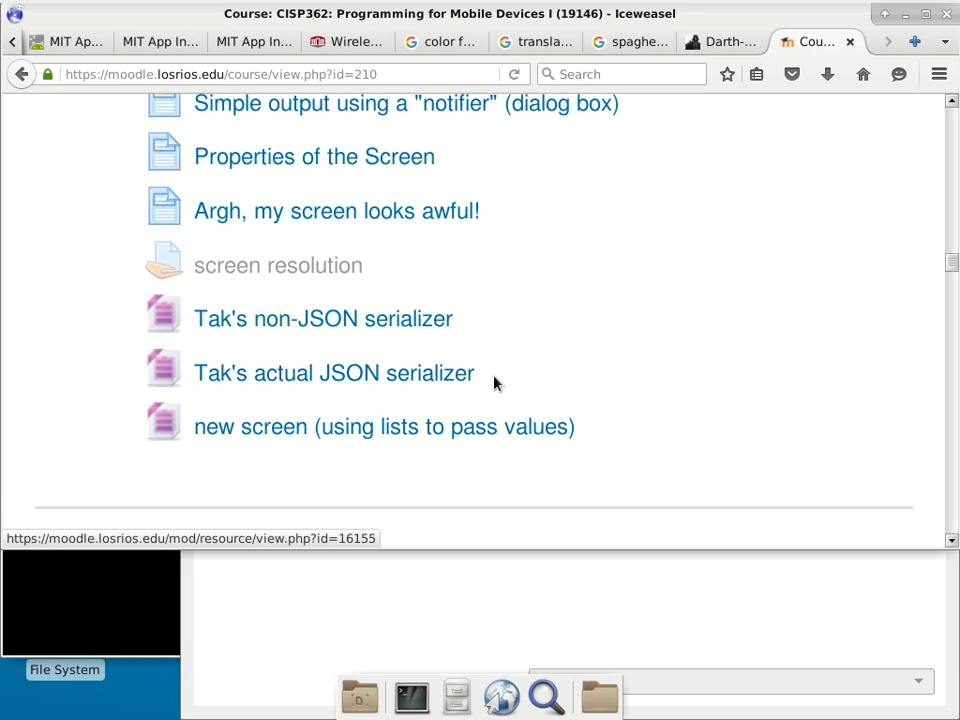 Course: CISP362: Programming for Mobile Devices I (19146) - Iceweasel
MIT Ap... MIT App In... MIT App In... Wirele... color f... transla... spaghe... Darth-... Cou...
https://moodle.losrios.edu/course/view.php?id=210 Search
Simple output using a "notifier" (dialog box)
Properties of the Screen
Argh, my screen looks awful!
screen resolution
Tak's non-JSON serializer
Tak's actual JSON serializer
new screen (using lists to pass values)
https://moodle.losrios.edu/mod/resource/view.php?id=16155
File System